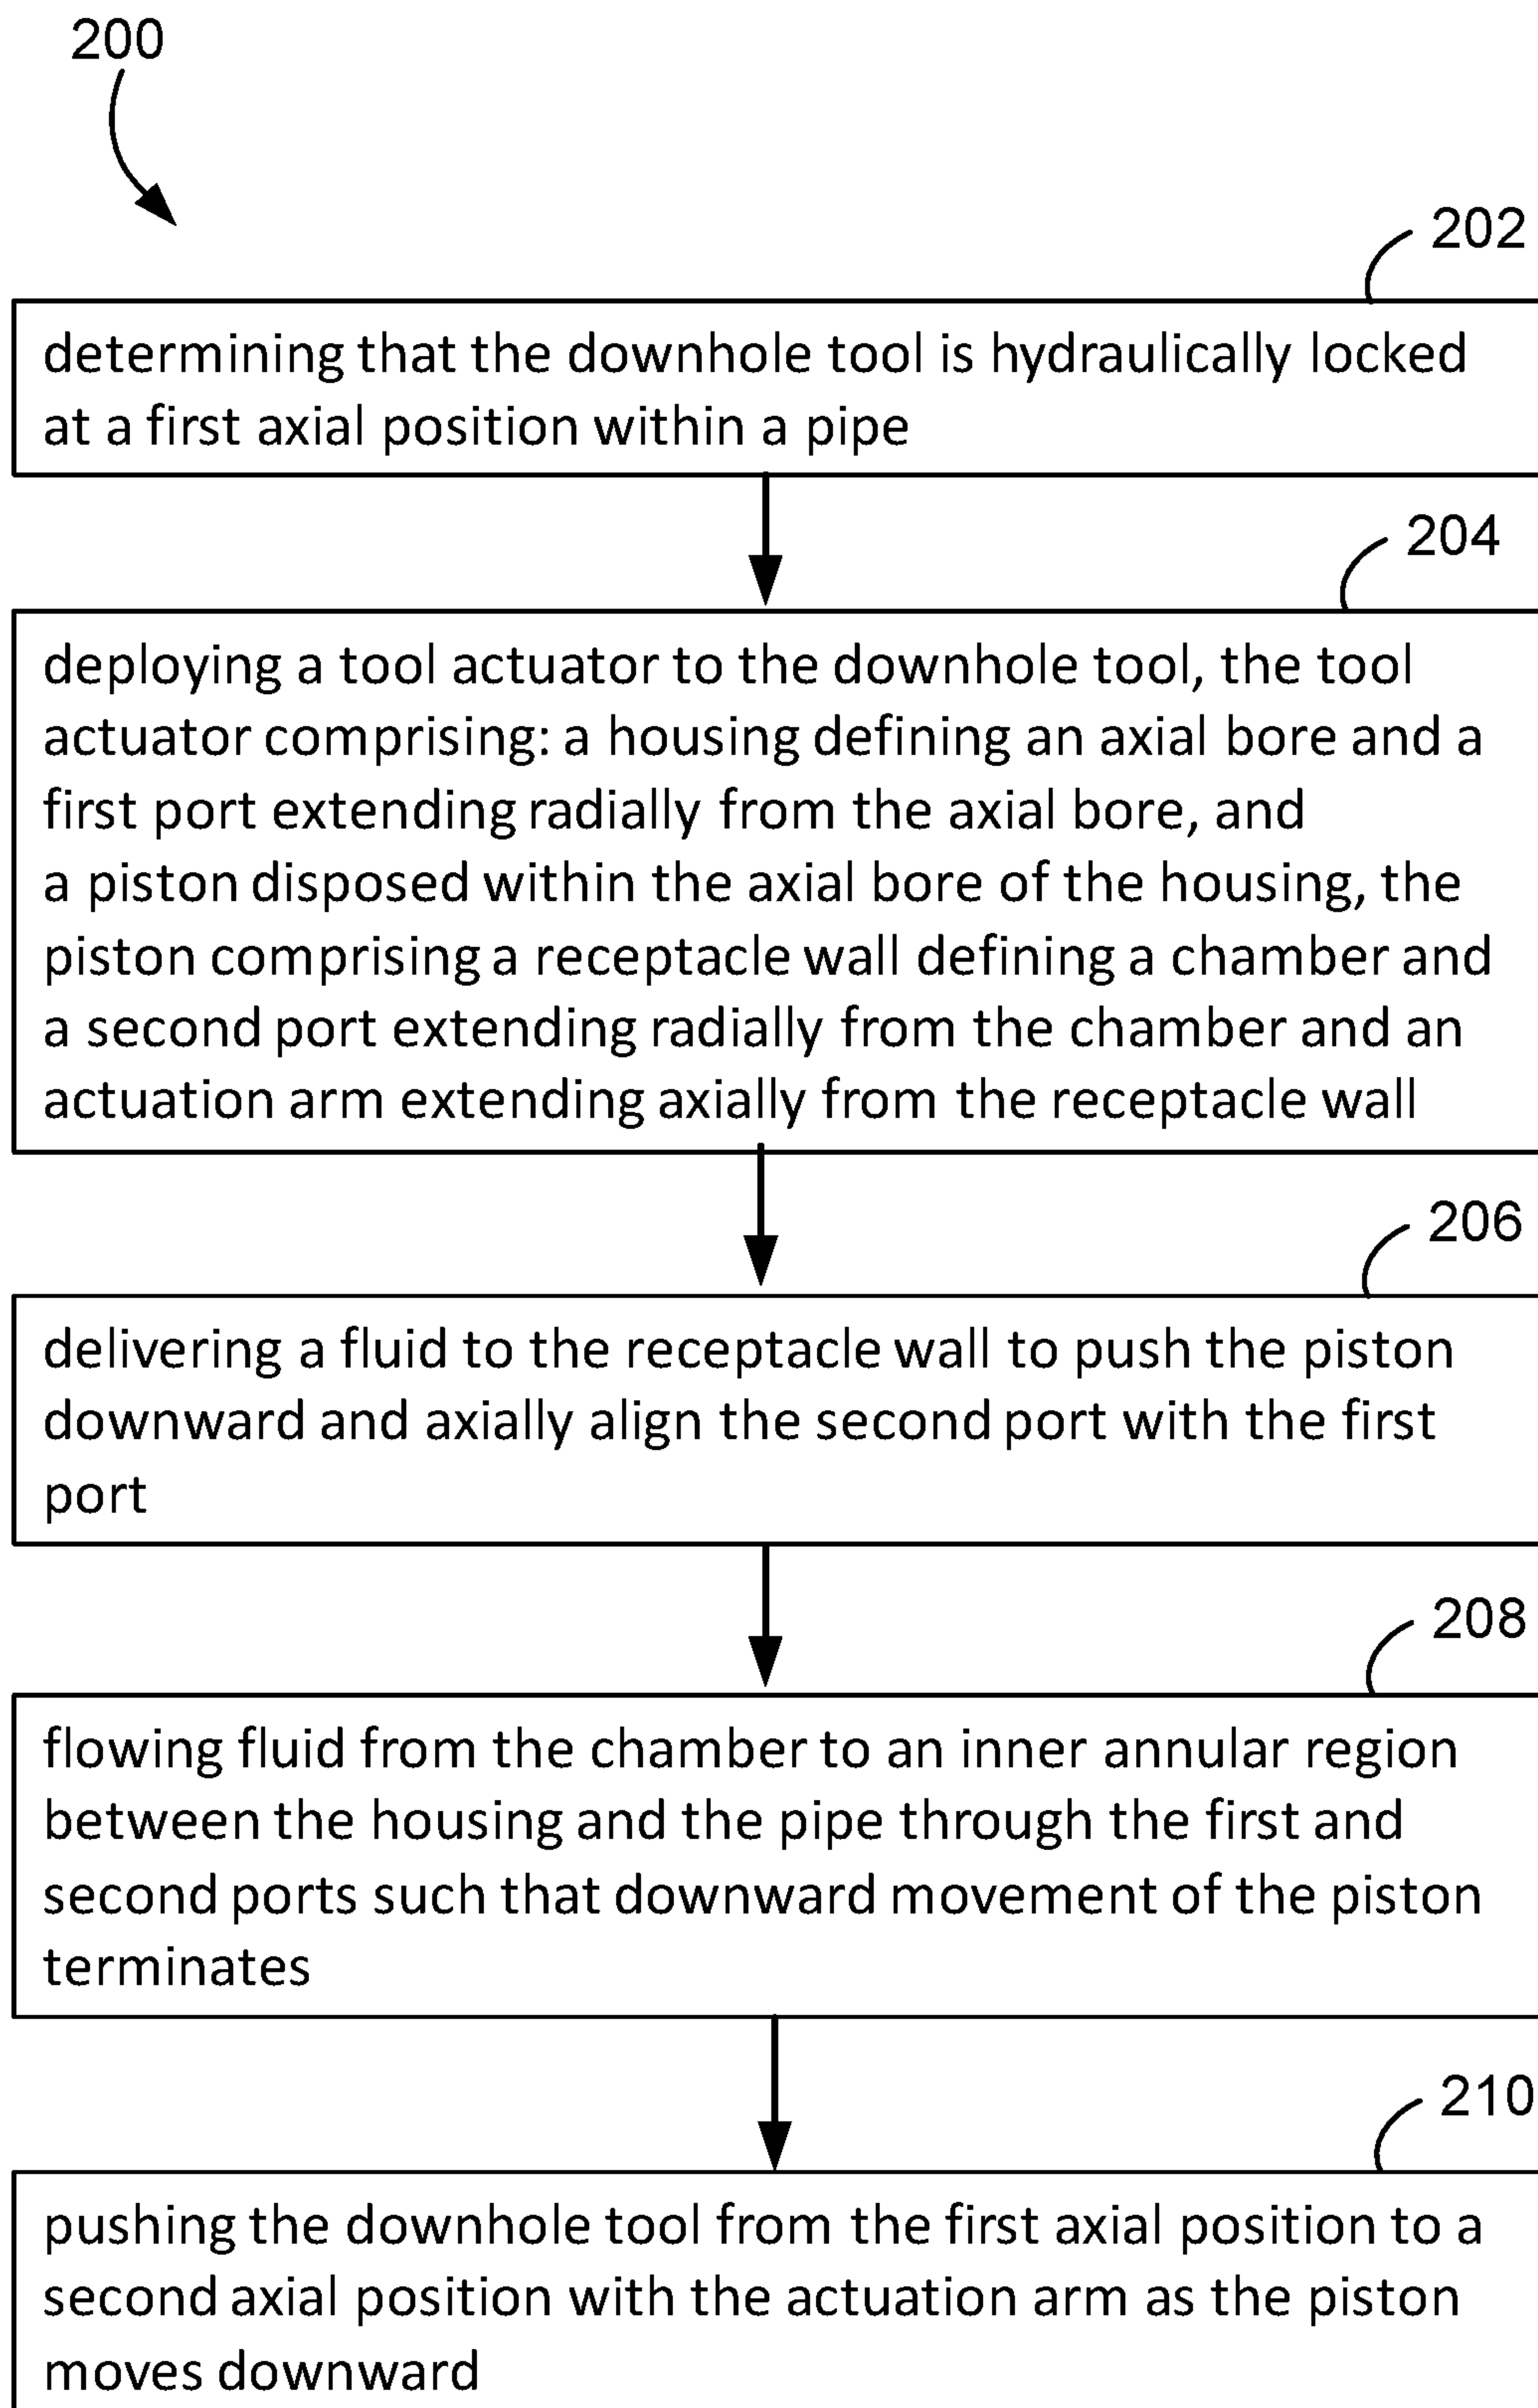 200
202
determining that the downhole tool is hydraulically locked
at a first axial position within a pipe
204
deploying a tool actuator to the downhole tool, the tool
actuator comprising: a housing defining an axial bore and a
first port extending radially from the axial bore, and
a piston disposed within the axial bore of the housing, the
piston comprising a receptacle wall defining a chamber and
a second port extending radially from the chamber and an
actuation arm extending axially from the receptacle wall
206
delivering a fluid to the receptacle wall to push the piston
downward and axially align the second port with the first
port
208
flowing fluid from the chamber to an inner annular region
between the housing and the pipe through the first and
second ports such that downward movement of the piston
terminates
210
pushing the downhole tool from the first axial position to a
second axial position with the actuation arm as the piston
moves downward